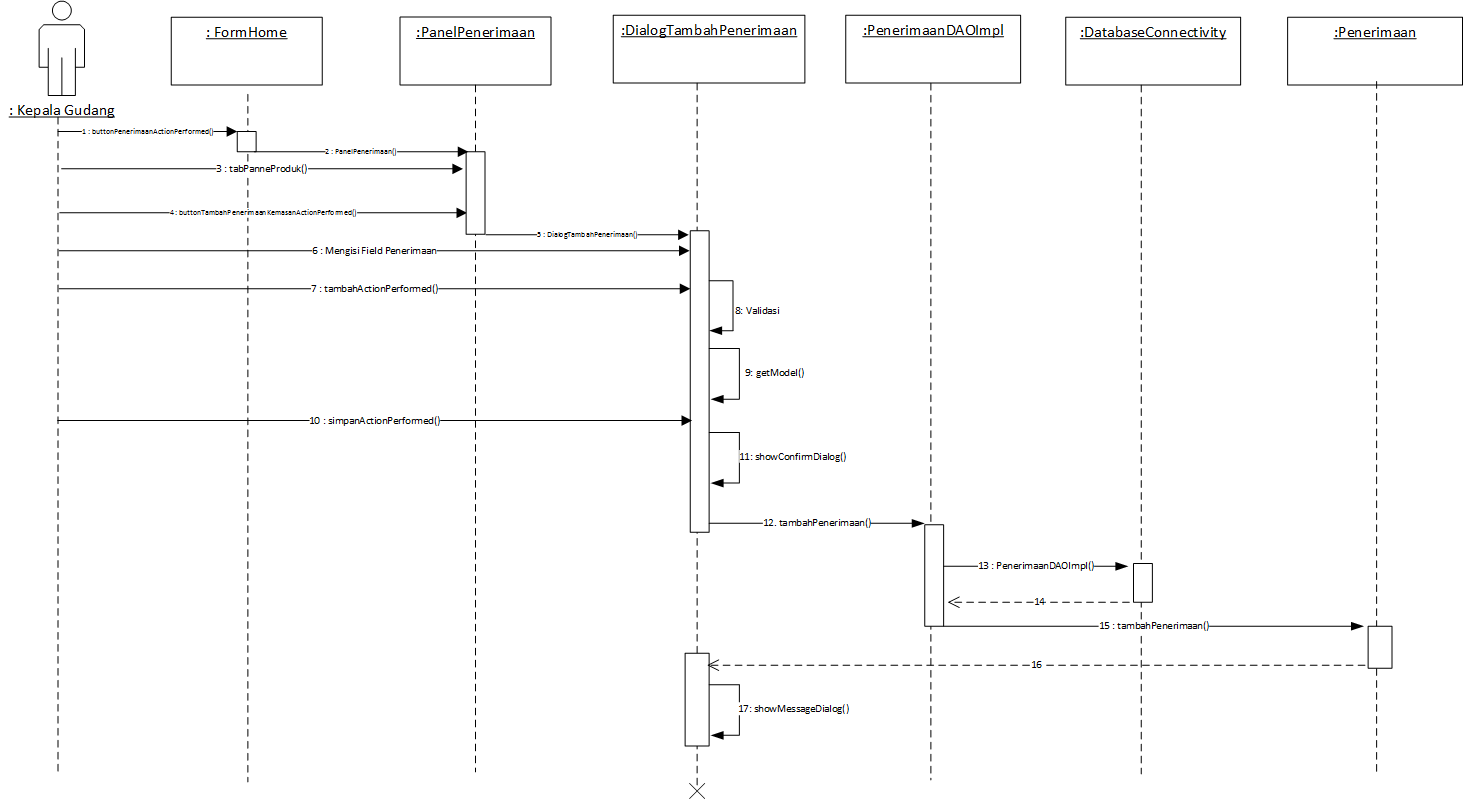 : FormHome
:PanelPenerimaan
:DialogTambahPenerimaan
:PenerimaanDAOImpl
:DatabaseConnectivity
:Penerimaan
: Kepala Gudang
1 : buttonPenerimaanActionPerformed()
2 : PanelPenerimaan()
3 : tabPanneProduk()
4 : buttonTambahPenerimaanKemasanActionPerformed()
5 : DialogTambahPenerimaan()
6 : Mengisi Field Penerimaan
7 : tambahActionPerformed()
8: Validasi
9: getModel()
10 : simpanActionPerformed()
11: showConfirmDialog()
12. tambahPenerimaan()
13 : PenerimaanDAOImpl()
14
15 : tambahPenerimaan()
16
17: showMessageDialog()